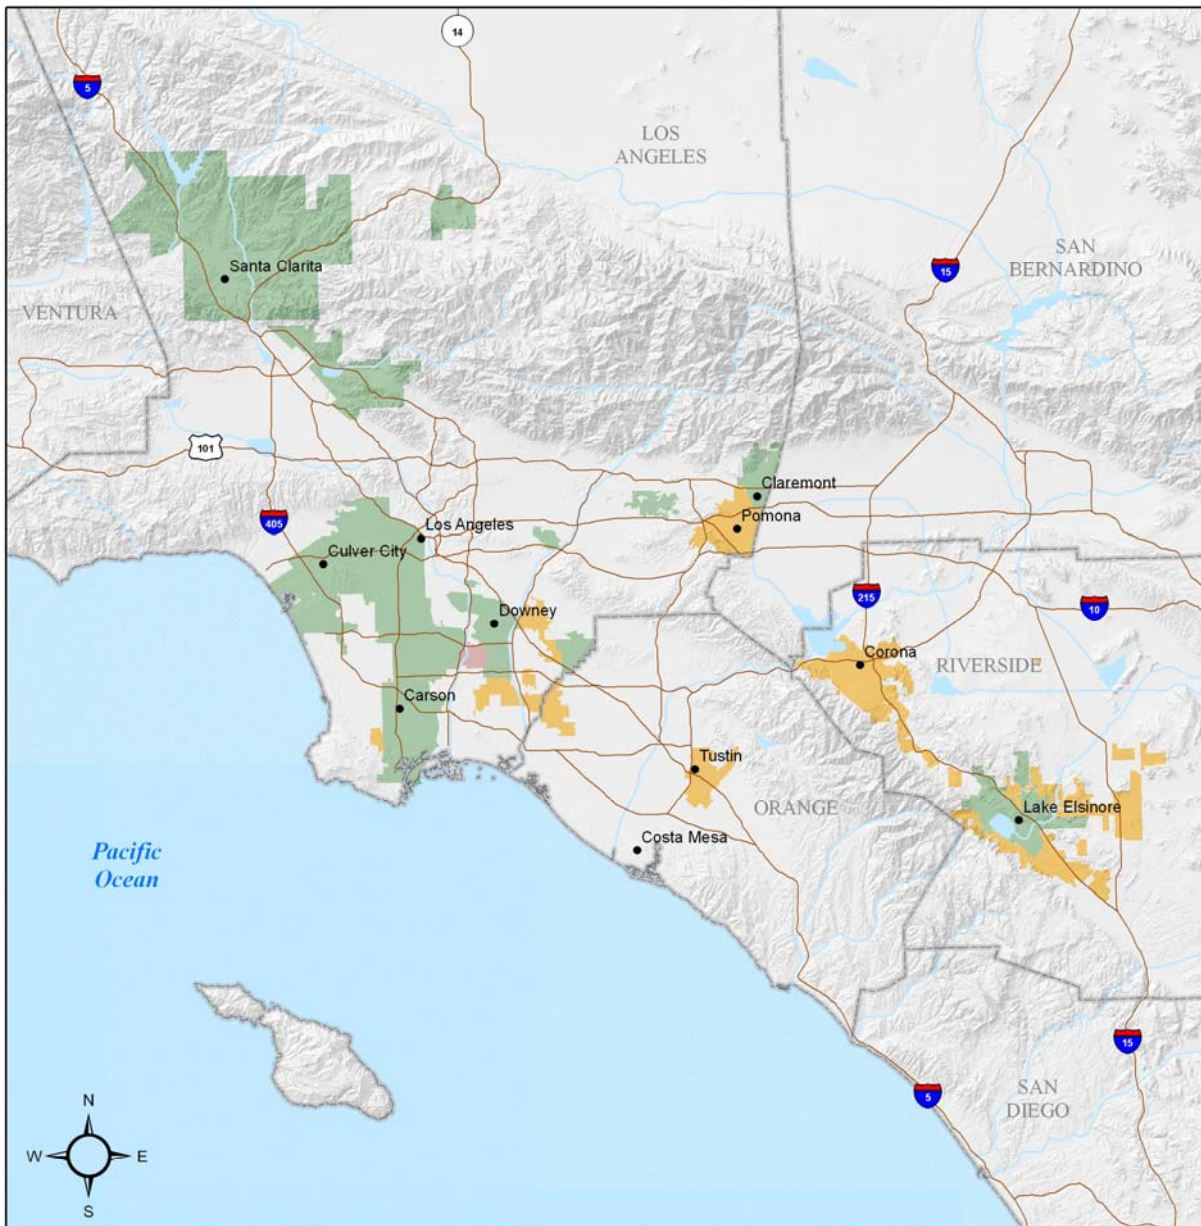 14
5
LOS
ANGELES
SAN
BERNARDINO
15
Santa Clarita
VENTURA
101
Claremont
405
Los Angeles
Pomona
Culver City
215
10
Downey
Corona
RIVERSIDE
Carson
Tustin
ORANGE
Lake Elsinore
Costa Mesa
Pacific
Ocean
15
SAN
DIEGO
5
N
W
E
S